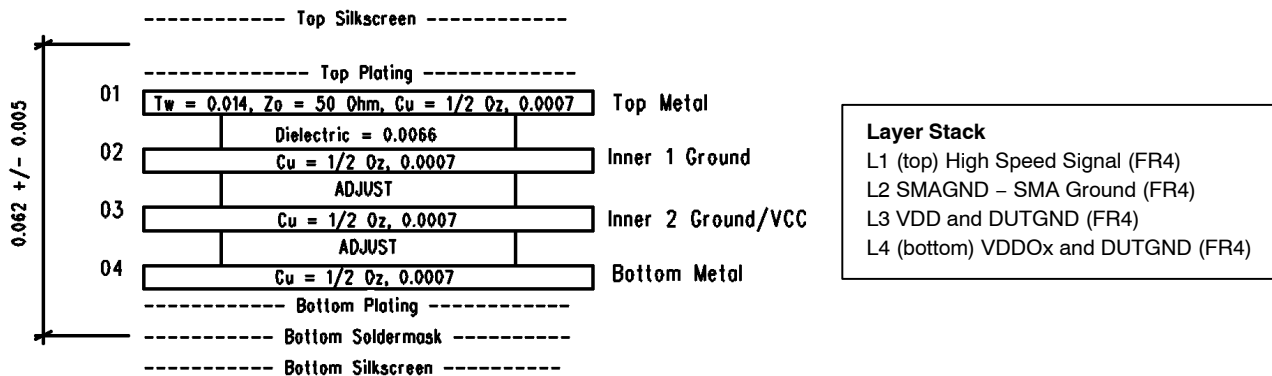 ---------------- Top Silkscreen ----------------
------------- Top Plating -------------
01 Tw = 0.014, Zo = 50 Ohm, Cu = 1/2 Oz, 0.0007 Top Metal
Dielectric = 0.0066
02 Cu = 1/2 Oz, 0.0007 Inner 1 Ground
ADJUST
03 Cu = 1/2 Oz, 0.0007 Inner 2 Ground/VCC
ADJUST
04 Cu = 1/2 Oz, 0.0007 Bottom Metal
------------- Bottom Plating -------------
------------- Bottom Soldermask -------------
------------- Bottom Silkscreen -------------
0.062 +/- 0.005
Layer Stack
L1 (top) High Speed Signal (FR4)
L2 SMAGND – SMA Ground (FR4)
L3 VDD and DUTGND (FR4)
L4 (bottom) VDDOx and DUTGND (FR4)